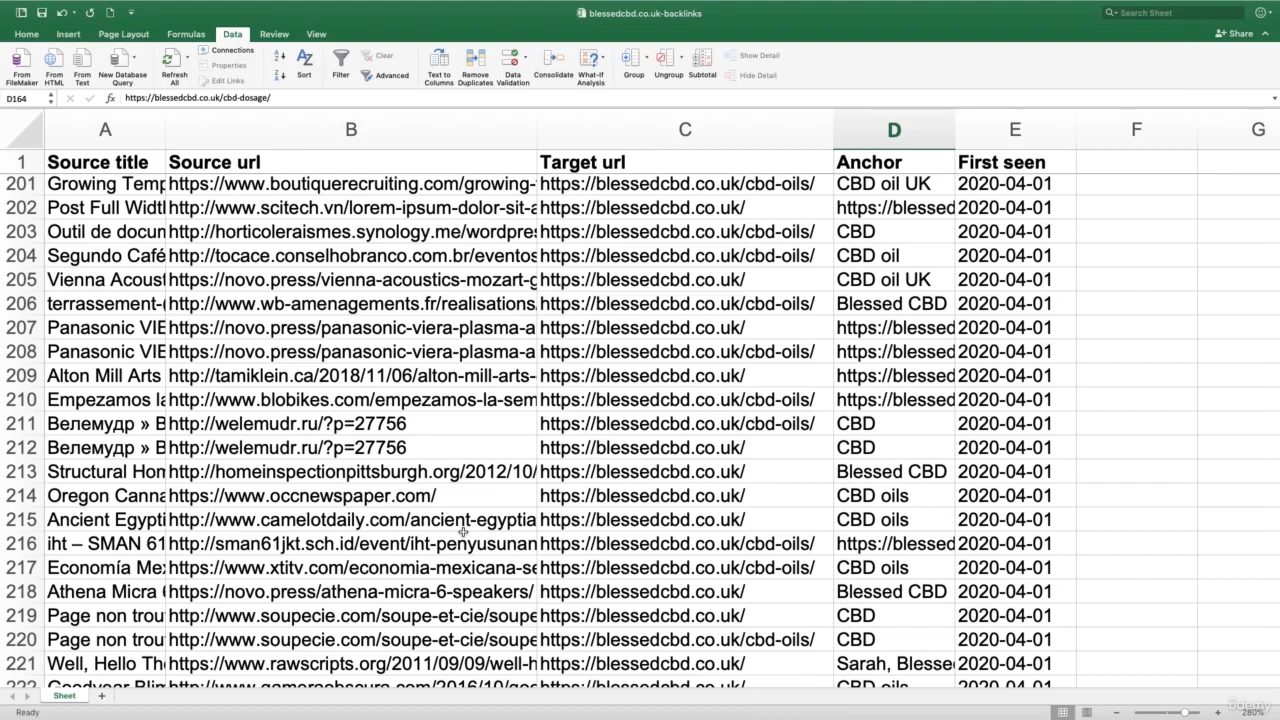 blessedcbd.co.uk-backlinks
Search Sheet
Home Insert Page Layout Formulas Data Review View
Share
From FileMaker From HTML From Text New Database Query Refresh All Connections Properties Edit Links Sort Filter Clear Advanced Text to Columns Remove Duplicates Data Validation Consolidate What-If Analysis Group Ungroup Subtotal Show Detail Hide Detail
D164 fx https://blessedcbd.co.uk/cbd-dosage/
A B C D E F G
1 Source title Source url Target url Anchor First seen
201 Growing Temp https://www.boutiquerecruiting.com/growing- https://blessedcbd.co.uk/cbd-oils/ CBD oil UK 2020-04-01
202 Post Full Widt http://www.scitech.vn/lorem-ipsum-dolor-sit-a https://blessedcbd.co.uk/ https://blessed 2020-04-01
203 Outil de docun http://horticoleraismes.synology.me/wordpres https://blessedcbd.co.uk/ CBD 2020-04-01
204 Segundo Café http://tocace.conselhobranco.com.br/eventos https://blessedcbd.co.uk/cbd-oils/ CBD oil 2020-04-01
205 Vienna Acoust https://novo.press/vienna-acoustics-mozart-g https://blessedcbd.co.uk/ CBD oil UK 2020-04-01
206 terrassement-( http://www.wb-amenagements.fr/realisations, https://blessedcbd.co.uk/cbd-oils/ Blessed CBD 2020-04-01
207 Panasonic VIE https://novo.press/panasonic-viera-plasma-a https://blessedcbd.co.uk/ https://blessed 2020-04-01
208 Panasonic VIE https://novo.press/panasonic-viera-plasma-a https://blessedcbd.co.uk/cbd-oils/ https://blessed 2020-04-01
209 Alton Mill Arts http://tamiklein.ca/2018/11/06/alton-mill-arts- https://blessedcbd.co.uk/ https://blessed 2020-04-01
210 Empezamos la http://www.blobikes.com/empezamos-la-sem https://blessedcbd.co.uk/cbd-oils/ https://blessed 2020-04-01
211 Велемудр » В http://welemudr.ru/?p=27756 https://blessedcbd.co.uk/cbd-oils/ CBD 2020-04-01
212 Велемудр » В http://welemudr.ru/?p=27756 https://blessedcbd.co.uk/ CBD 2020-04-01
213 Structural Hom http://homeinspectionpittsburgh.org/2012/10/ https://blessedcbd.co.uk/ Blessed CBD 2020-04-01
214 Oregon Canna https://www.occnewspaper.com/ https://blessedcbd.co.uk/ CBD oils 2020-04-01
215 Ancient Egypti http://www.camelotdaily.com/ancient-egyptia https://blessedcbd.co.uk/ CBD oils 2020-04-01
216 iht – SMAN 61 http://sman61jkt.sch.id/event/iht-penyusunan https://blessedcbd.co.uk/cbd-oils/ https://blessed 2020-04-01
217 Economía Mex https://www.xtitv.com/economia-mexicana-se https://blessedcbd.co.uk/cbd-oils/ CBD oils 2020-04-01
218 Athena Micra 6 https://novo.press/athena-micra-6-speakers/ https://blessedcbd.co.uk/ Blessed CBD 2020-04-01
219 Page non trou http://www.soupecie.com/soupe-et-cie/soupe https://blessedcbd.co.uk/ CBD 2020-04-01
220 Page non trou http://www.soupecie.com/soupe-et-cie/soupe https://blessedcbd.co.uk/cbd-oils/ CBD 2020-04-01
221 Well, Hello The https://www.rawscripts.org/2011/09/09/well-h https://blessedcbd.co.uk/ Sarah, Blesse 2020-04-01
222 https://blessedcbd.co.uk/ CBD oils 2020-04-01
Sheet
Ready 280%
ûdemy